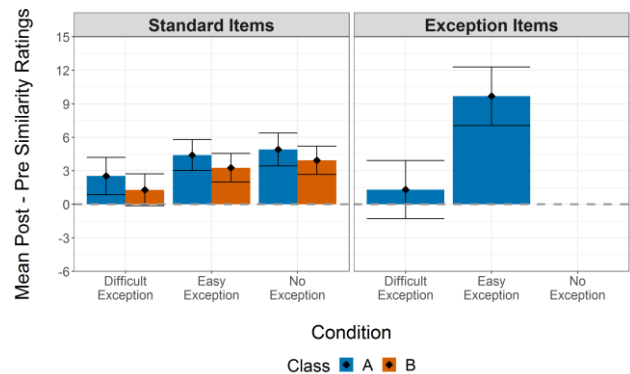 Standard Items
Exception Items
Mean Post - Pre Similarity Ratings
15
12
9
6
3
0
-3
-6
Difficult
Exception
Easy
Exception
No
Exception
Difficult
Exception
Easy
Exception
No
Exception
Condition
Class A B